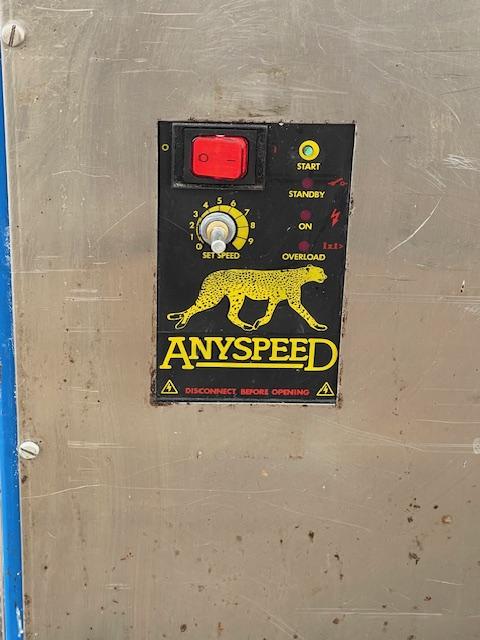 O I
START
STANDBY
ON
OVERLOAD
0 1 2 3 4 5 6 7 8 9
SET SPEED
ANYSPEED
DISCONNECT BEFORE OPENING